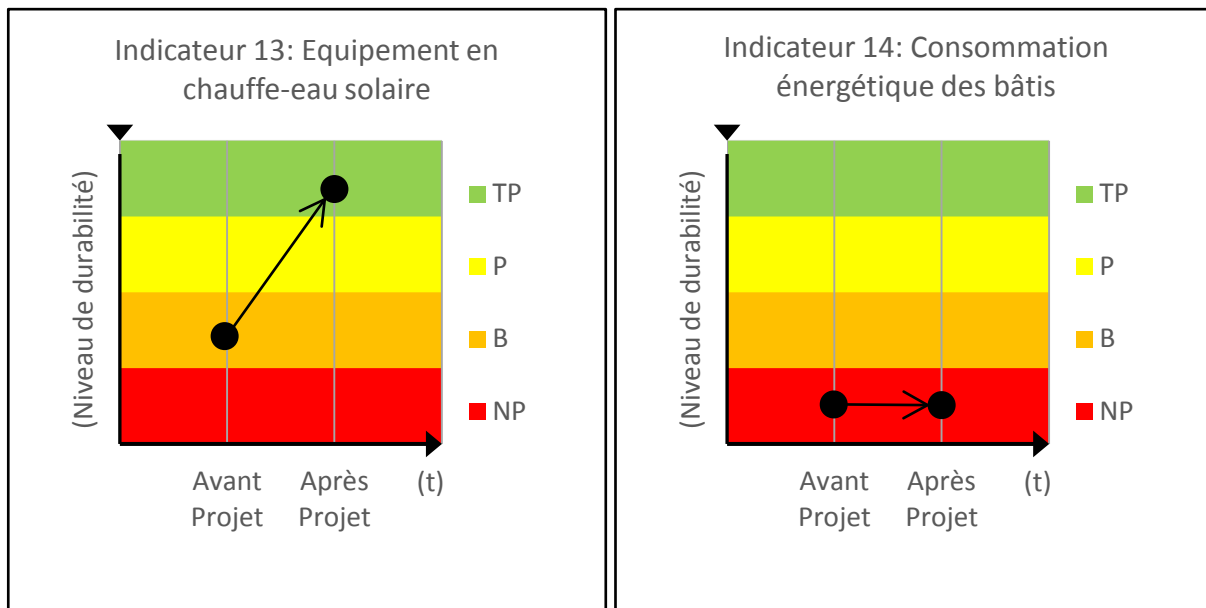 Indicateur 13: Equipement en
chauffe-eau solaire
(Niveau de durabilité)
TP
P
B
NP
Avant
Projet
Après
Projet
(t)
Indicateur 14: Consommation
énergétique des bâtis
(Niveau de durabilité)
TP
P
B
NP
Avant
Projet
Après
Projet
(t)